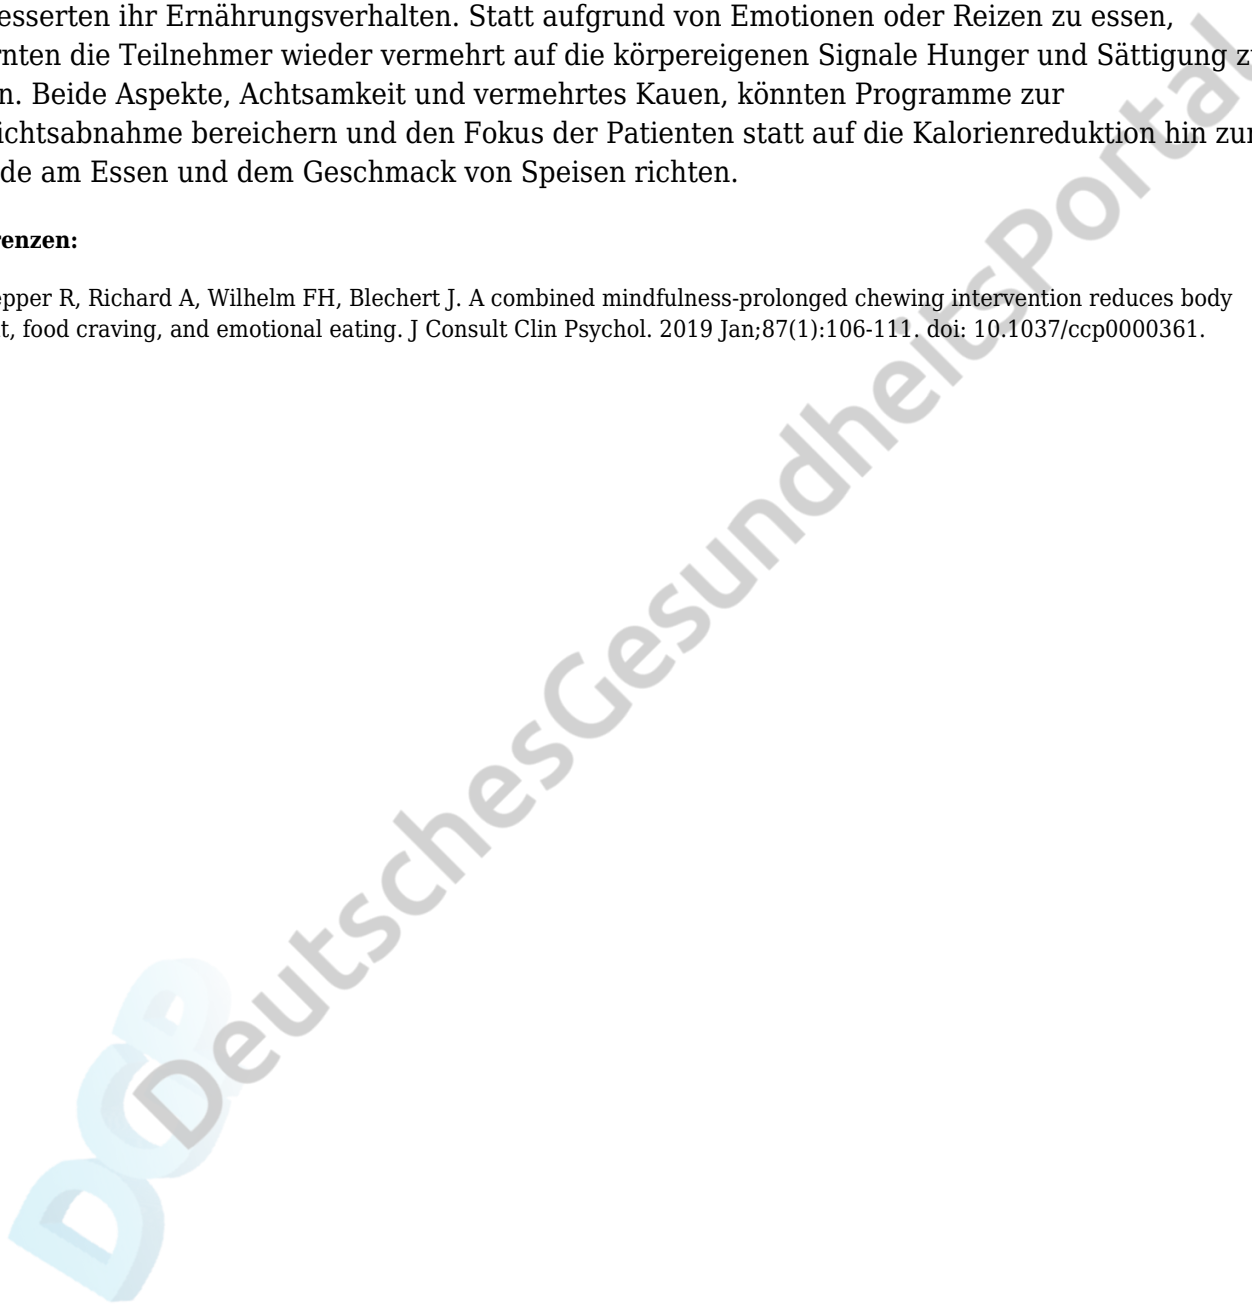 esserten ihr Ernährungsverhalten. Statt aufgrund von Emotionen oder Reizen zu essen,
rnten die Teilnehmer wieder vermehrt auf die körpereigenen Signale Hunger und Sättigung z
n. Beide Aspekte, Achtsamkeit und vermehrtes Kauen, könnten Programme zur
ichtsabnahme bereichern und den Fokus der Patienten statt auf die Kalorienreduktion hin zur
de am Essen und dem Geschmack von Speisen richten.
renzen:
epper R, Richard A, Wilhelm FH, Blechert J. A combined mindfulness-prolonged chewing intervention reduces body
t, food craving, and emotional eating. J Consult Clin Psychol. 2019 Jan;87(1):106-111. doi: 10.1037/ccp0000361.
DeutschesGesundheitsPortal
DGP